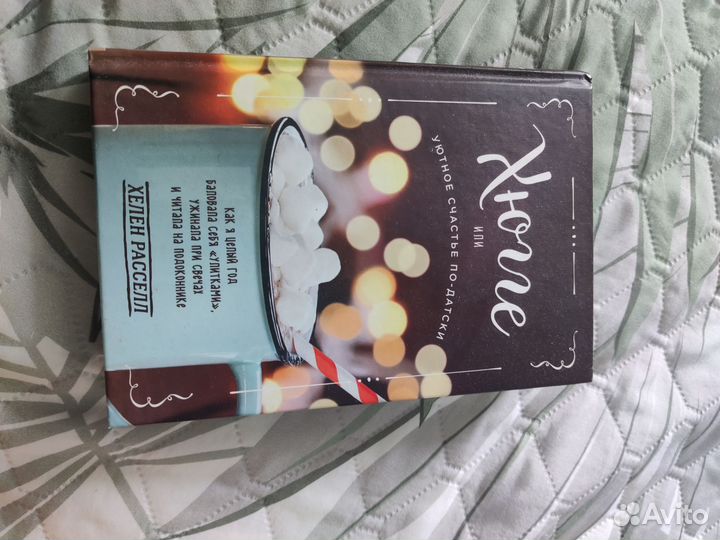 Хюгге
или
уютное счастье по-датски
как я целый год
баловала себя «улитками»,
ужинала при свечах
и читала на подоконнике
ХЕЛЕН РАССЕЛЛ
Avito